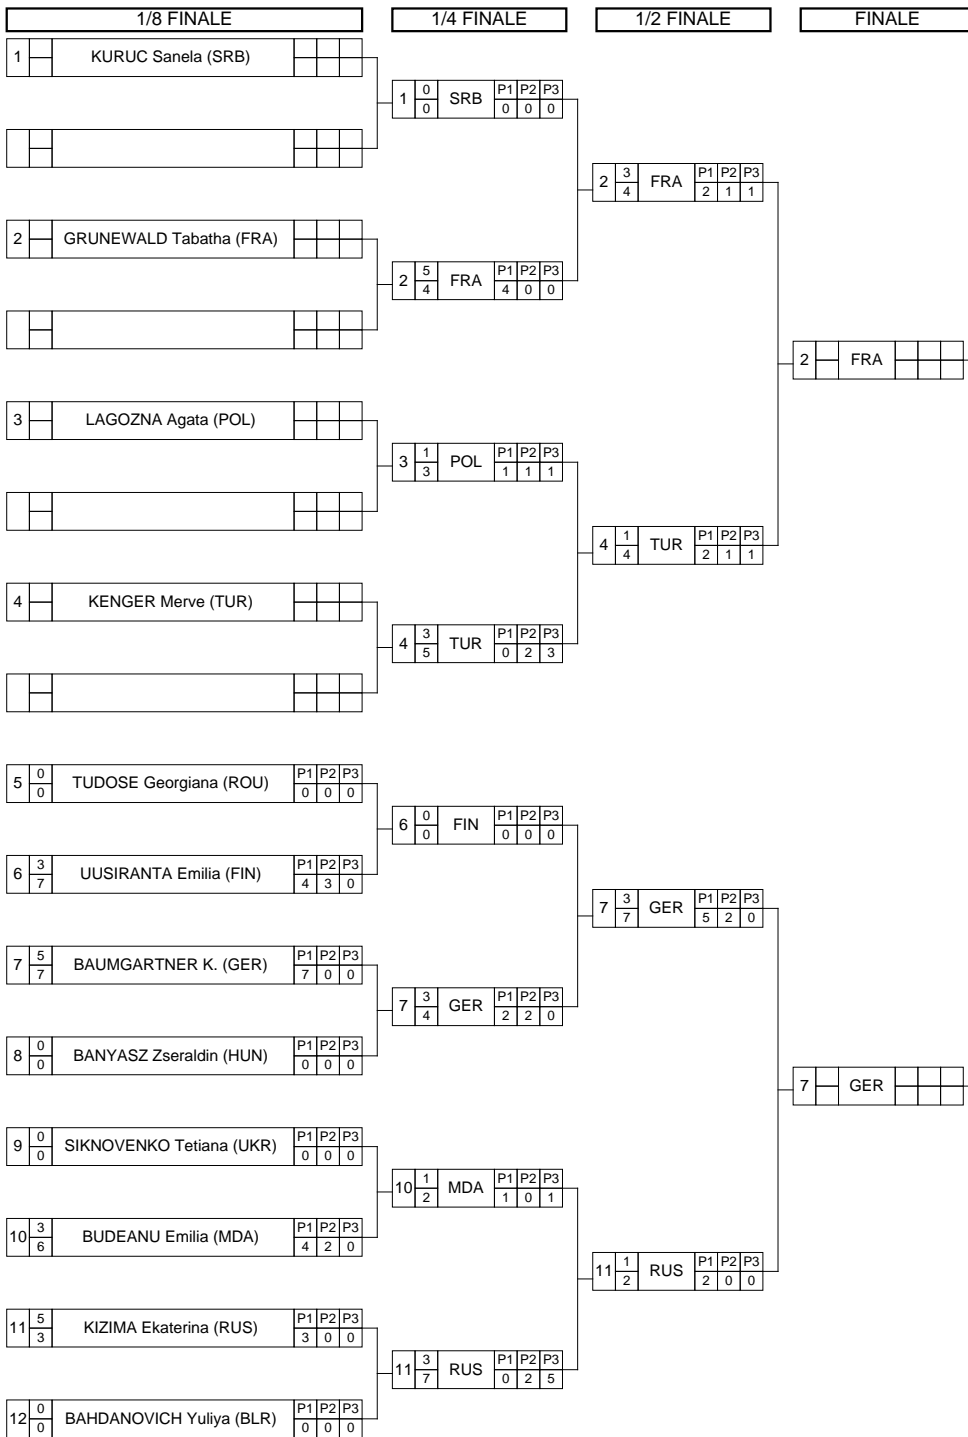 1/8 FINALE 1/4 FINALE 1/2 FINALE FINALE
1 KURUC Sanela (SRB)
1 0 0 SRB P1 P2 P3 0 0 0
2 3 4 FRA P1 P2 P3 2 1 1
2 GRUNEWALD Tabatha (FRA)
2 5 4 FRA P1 P2 P3 4 0 0
2 FRA
3 LAGOZNA Agata (POL)
3 1 3 POL P1 P2 P3 1 1 1
4 1 4 TUR P1 P2 P3 2 1 1
4 KENGER Merve (TUR)
4 3 5 TUR P1 P2 P3 0 2 3
5 0 0 TUDOSE Georgiana (ROU) P1 P2 P3 0 0 0
6 0 0 FIN P1 P2 P3 0 0 0
6 3 7 UUSIRANTA Emilia (FIN) P1 P2 P3 4 3 0
7 3 7 GER P1 P2 P3 5 2 0
7 5 7 BAUMGARTNER K. (GER) P1 P2 P3 7 0 0
7 3 4 GER P1 P2 P3 2 2 0
8 0 0 BANYASZ Zseraldin (HUN) P1 P2 P3 0 0 0
7 GER
9 0 0 SIKNOVENKO Tetiana (UKR) P1 P2 P3 0 0 0
10 1 2 MDA P1 P2 P3 1 0 1
10 3 6 BUDEANU Emilia (MDA) P1 P2 P3 4 2 0
11 1 2 RUS P1 P2 P3 2 0 0
11 5 3 KIZIMA Ekaterina (RUS) P1 P2 P3 3 0 0
11 3 7 RUS P1 P2 P3 0 2 5
12 0 0 BAHDANOVICH Yuliya (BLR) P1 P2 P3 0 0 0